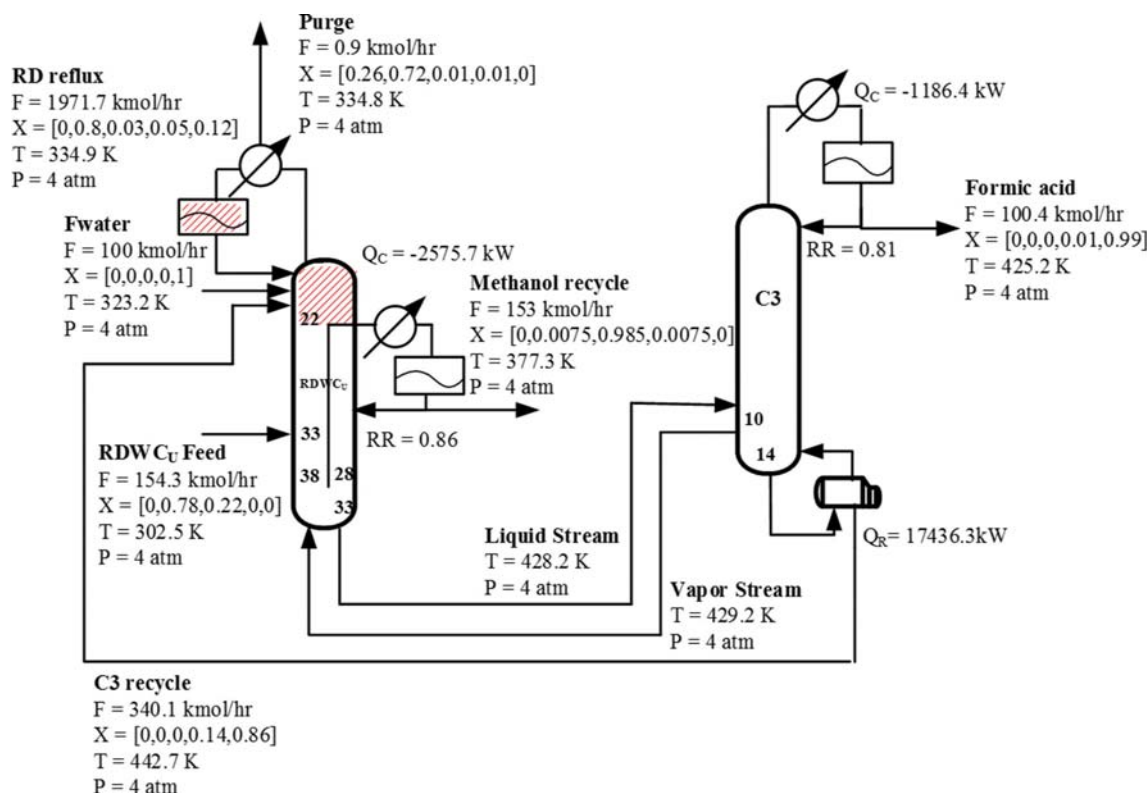 Purge
F = 0.9 kmol/hr
X = [0.26,0.72,0.01,0.01,0]
T = 334.8 K
P = 4 atm
RD reflux
F = 1971.7 kmol/hr
X = [0,0.8,0.03,0.05,0.12]
T = 334.9 K
P = 4 atm
Q_C = -1186.4 kW
Formic acid
F = 100.4 kmol/hr
X = [0,0,0,0.01,0.99]
T = 425.2 K
P = 4 atm
RR = 0.81
Fwater
F = 100 kmol/hr
X = [0,0,0,0,1]
T = 323.2 K
P = 4 atm
Q_C = -2575.7 kW
Methanol recycle
F = 153 kmol/hr
X = [0,0.0075,0.985,0.0075,0]
T = 377.3 K
P = 4 atm
C3
22
RDWC_U
RR = 0.86
33
38
28
33
10
14
RDWC_U Feed
F = 154.3 kmol/hr
X = [0,0.78,0.22,0,0]
T = 302.5 K
P = 4 atm
Q_R= 17436.3kW
Liquid Stream
T = 428.2 K
P = 4 atm
Vapor Stream
T = 429.2 K
P = 4 atm
C3 recycle
F = 340.1 kmol/hr
X = [0,0,0,0.14,0.86]
T = 442.7 K
P = 4 atm